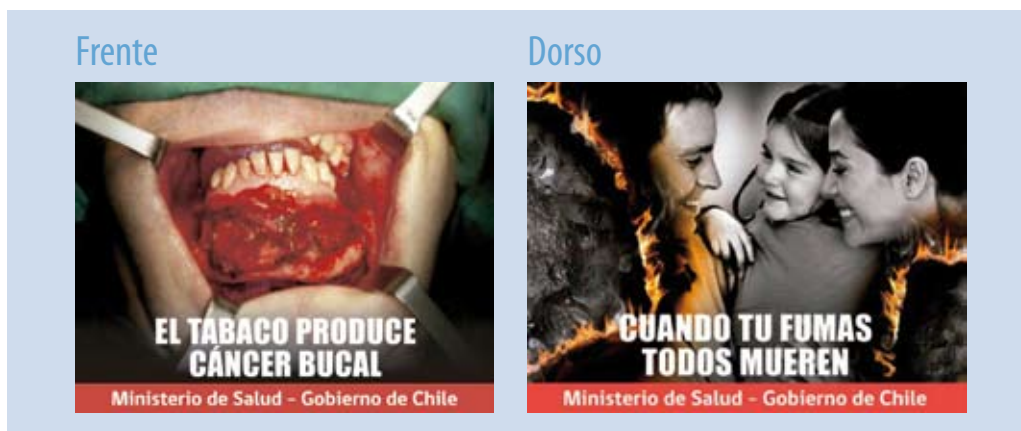 Frente
EL TABACO PRODUCE
CÁNCER BUCAL
Ministerio de Salud - Gobierno de Chile
Dorso
CUANDO TU FUMAS
TODOS MUEREN
Ministerio de Salud - Gobierno de Chile